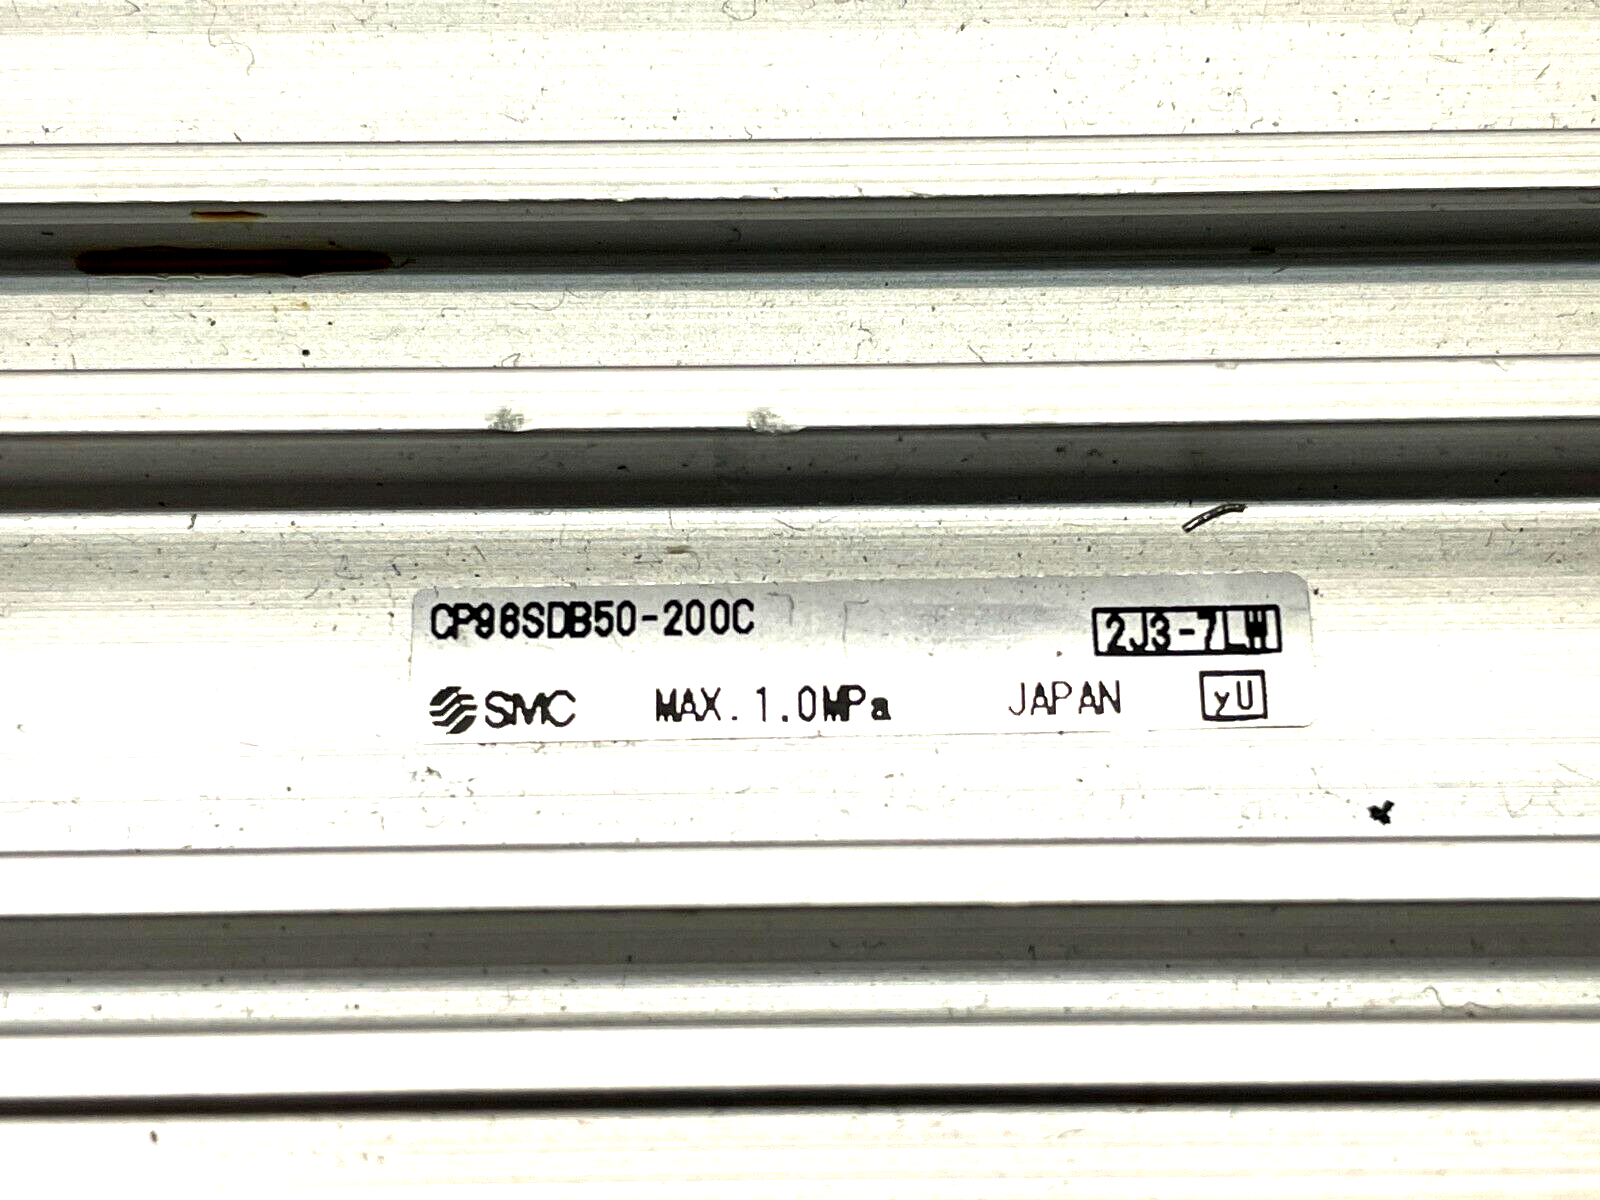 CP96SDB50-200C 2J3-7LW
SMC MAX. 1.0MPa JAPAN yU